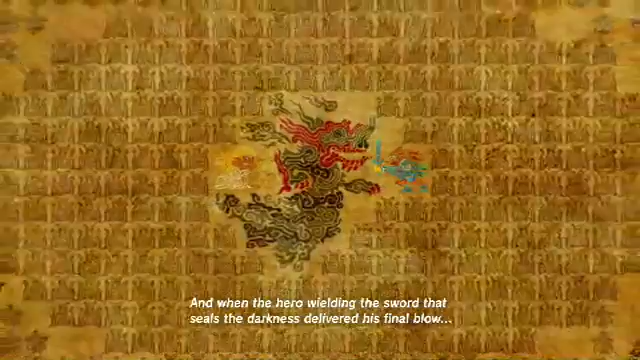 And when the hero wielding the sword that
seals the darkness delivered his final blow...